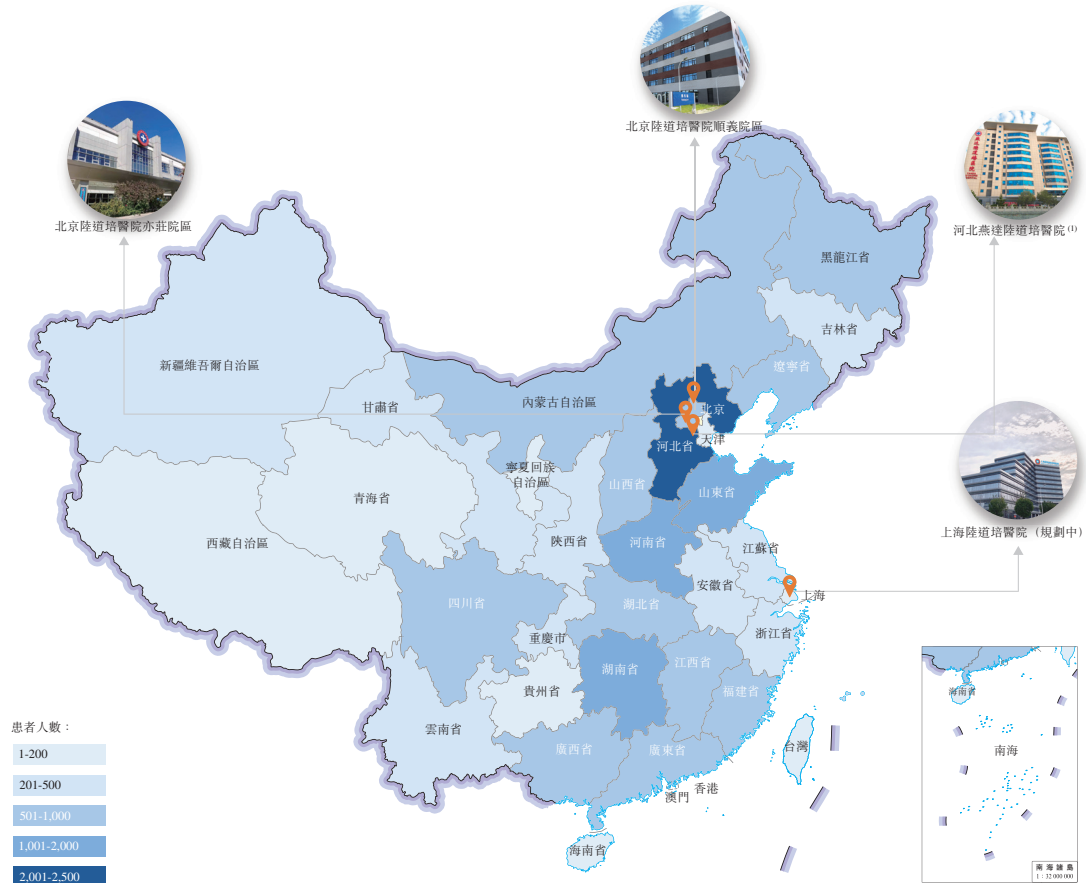 北京陸道培醫院順義院區
北京陸道培醫院亦莊院區
河北燕達陸道培醫院(1)
黑龍江省
吉林省
遼寧省
新疆維吾爾自治區
內蒙古自治區
甘肅省
北京
天津
河北省
寧夏回族
自治區
山西省
山東省
青海省
上海陸道培醫院（規劃中）
西藏自治區
陝西省
河南省
江蘇省
安徽省
上海
四川省
湖北省
重慶市
浙江省
湖南省
江西省
貴州省
福建省
海南省
雲南省
患者人數：
1-200
201-500
501-1,000
1,001-2,000
2,001-2,500
廣西省
廣東省
台灣
南海
香港
澳門
海南省
南海諸島
1：32 000 000